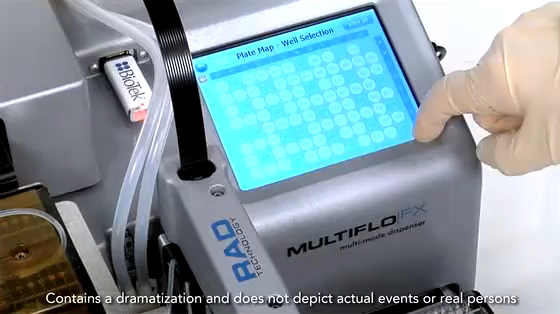 Plate Map - Well Selection
BioTek
RAD
TECHNOLOGY
MULTIFLO FX
multi-mode dispenser
Contains a dramatization and does not depict actual events or real persons